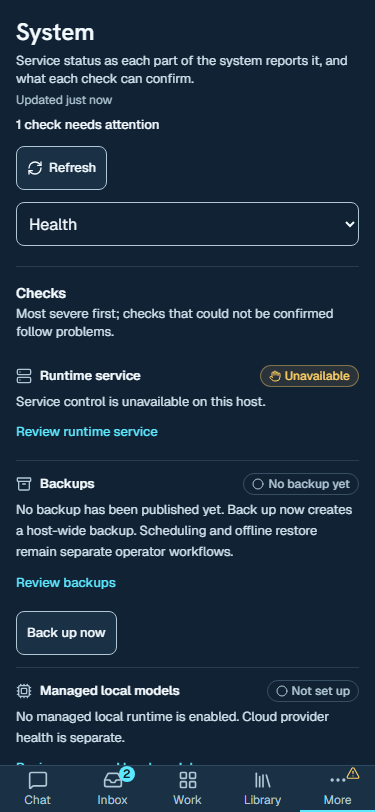 System
Service status as each part of the system reports it, and
what each check can confirm.
Updated just now
1 check needs attention
Refresh
Health
Checks
Most severe first; checks that could not be confirmed
follow problems.
Runtime service
Unavailable
Service control is unavailable on this host.
Review runtime service
Backups
No backup yet
No backup has been published yet. Back up now creates
a host-wide backup. Scheduling and offline restore
remain separate operator workflows.
Review backups
Back up now
Managed local models
Not set up
No managed local runtime is enabled. Cloud provider
health is separate.
2
Chat
Inbox
Work
Library
More